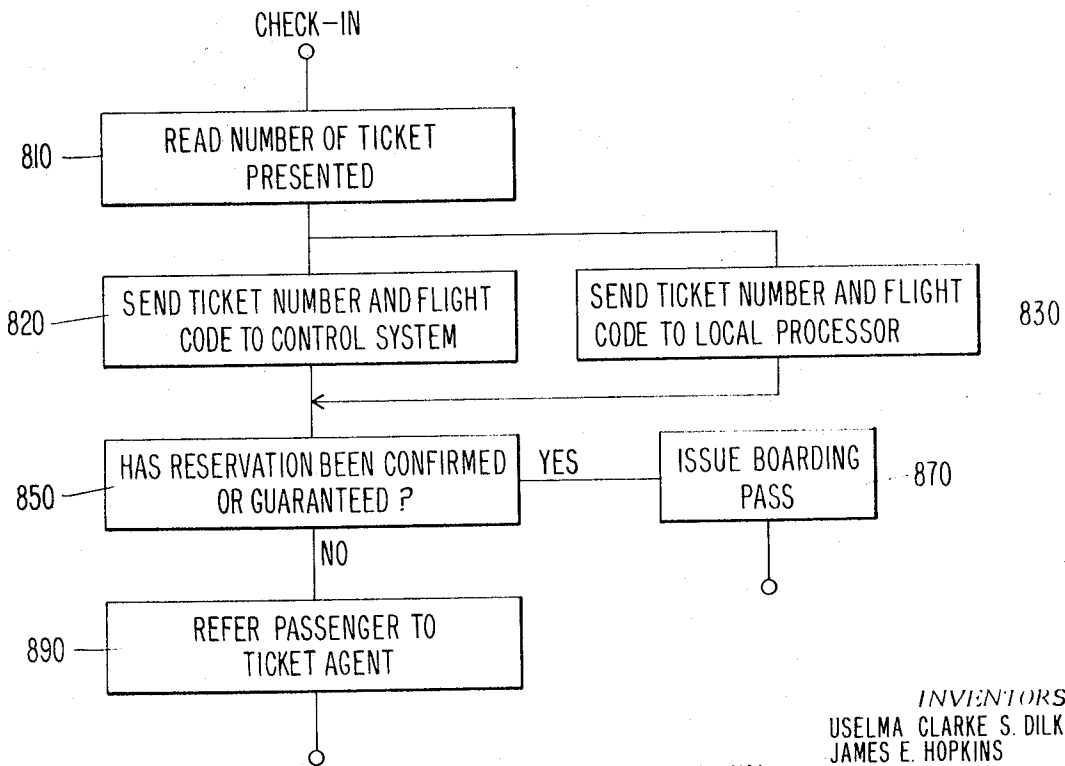 CHECK-IN
810
READ NUMBER OF TICKET
PRESENTED
820
SEND TICKET NUMBER AND FLIGHT
CODE TO CONTROL SYSTEM
SEND TICKET NUMBER AND FLIGHT
CODE TO LOCAL PROCESSOR
830
850
HAS RESERVATION BEEN CONFIRMED
OR GUARANTEED ?
YES
ISSUE BOARDING
PASS
870
NO
890
REFER PASSENGER TO
TICKET AGENT
INVENTORS
USELMA CLARKE S. DILK
JAMES E. HOPKINS